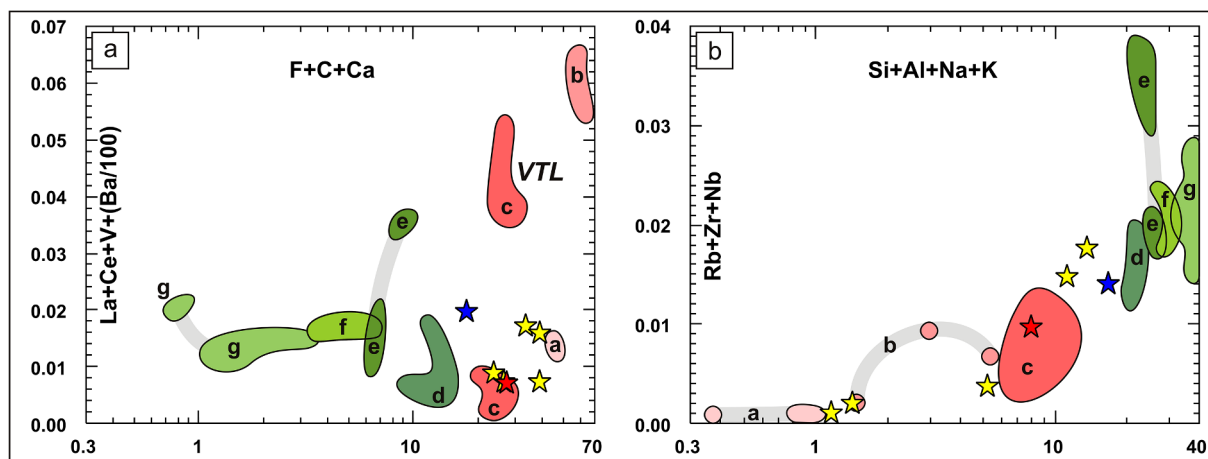 a
F+C+Ca
0.07
0.06
0.05
0.04
0.03
0.02
0.01
0.00
La+Ce+V+(Ba/100)
b
VTL
c
e
g
g
f
e
d
a
c
0.3
1
10
70
b
Si+Al+Na+K
0.04
0.03
0.02
0.01
0.00
Rb+Zr+Nb
e
g
f
e
d
b
c
a
0.3
1
10
40